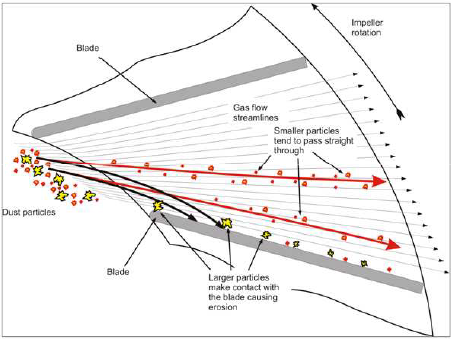 Impeller
rotation
Blade
Gas flow
streamlines
Smaller particles
tend to pass straight
through
Dust particles
Blade
Larger particles
make contact with
the blade causing
erosion